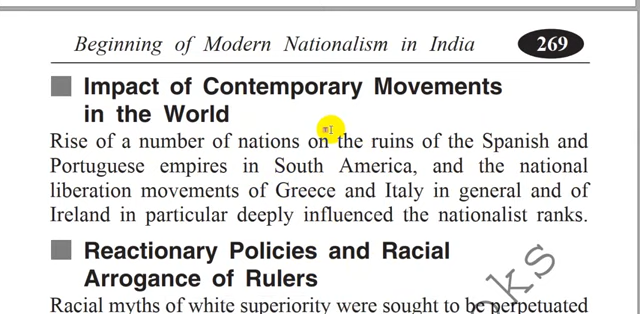 Beginning of Modern Nationalism in India 269
Impact of Contemporary Movements
in the World
Rise of a number of nations on the ruins of the Spanish and
Portuguese empires in South America, and the national
liberation movements of Greece and Italy in general and of
Ireland in particular deeply influenced the nationalist ranks.
Reactionary Policies and Racial
Arrogance of Rulers
Racial myths of white superiority were sought to be perpetuated